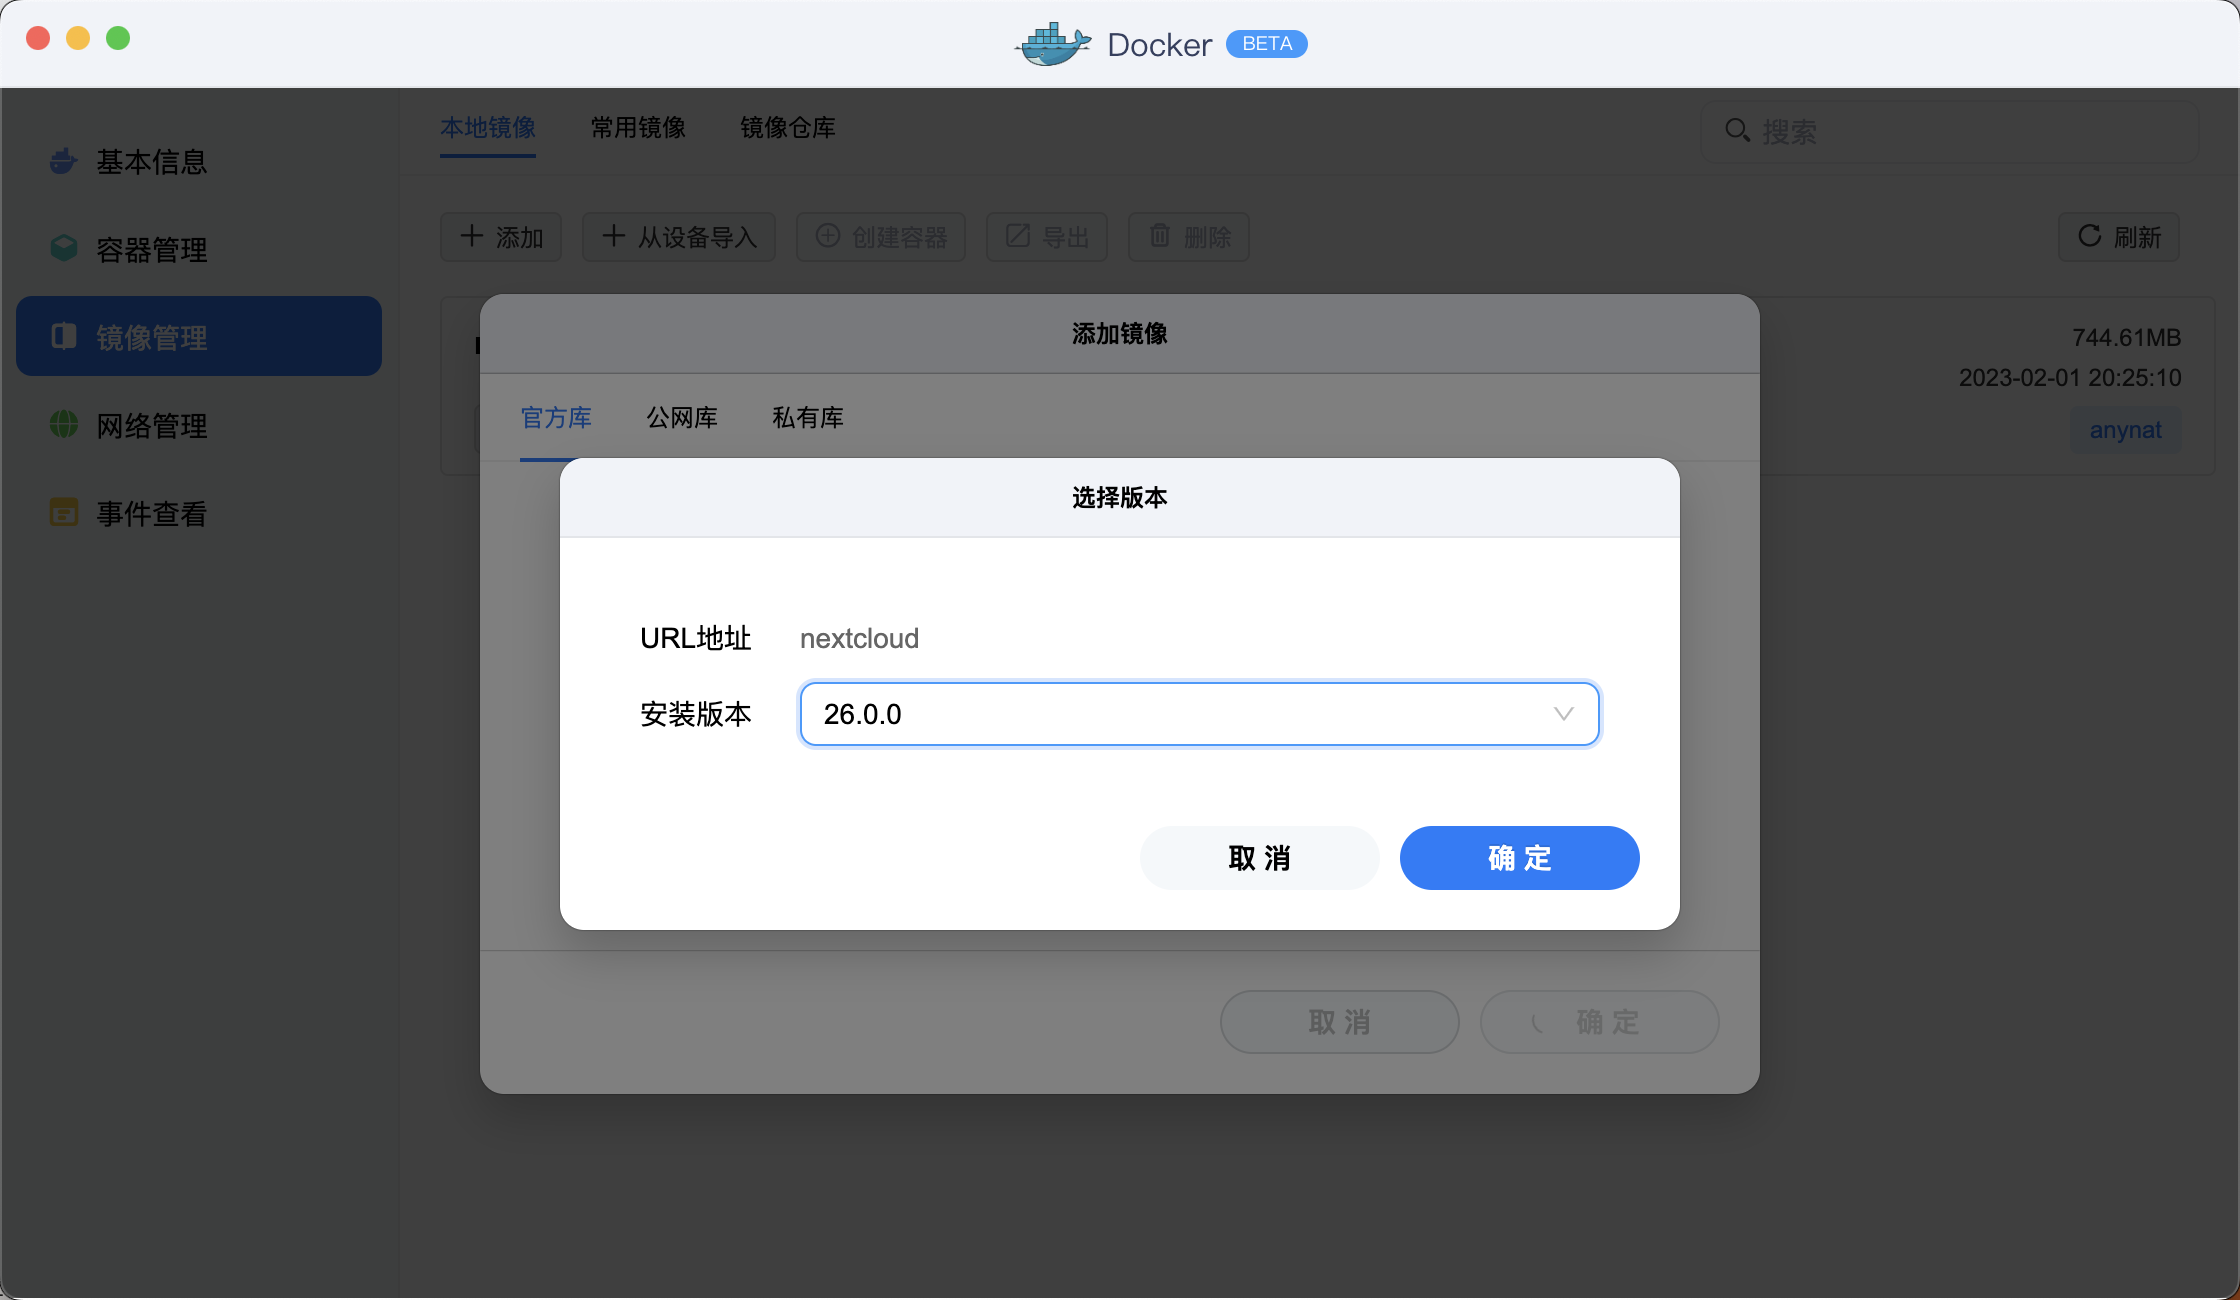 Docker BETA
本地镜像 常用镜像 镜像仓库 搜索
基本信息
容器管理
镜像管理
网络管理
事件查看
添加 从设备导入 创建容器 导出 删除 刷新
744.61MB
2023-02-01 20:25:10
anynat
添加镜像
官方库 公网库 私有库
选择版本
URL地址 nextcloud
安装版本 26.0.0
取 消 确 定
取 消 确 定